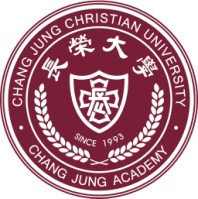 CHANG JUNG CHRISTIAN UNIVERSITY
長榮大學
SINCE 1993
CHANG JUNG ACADEMY